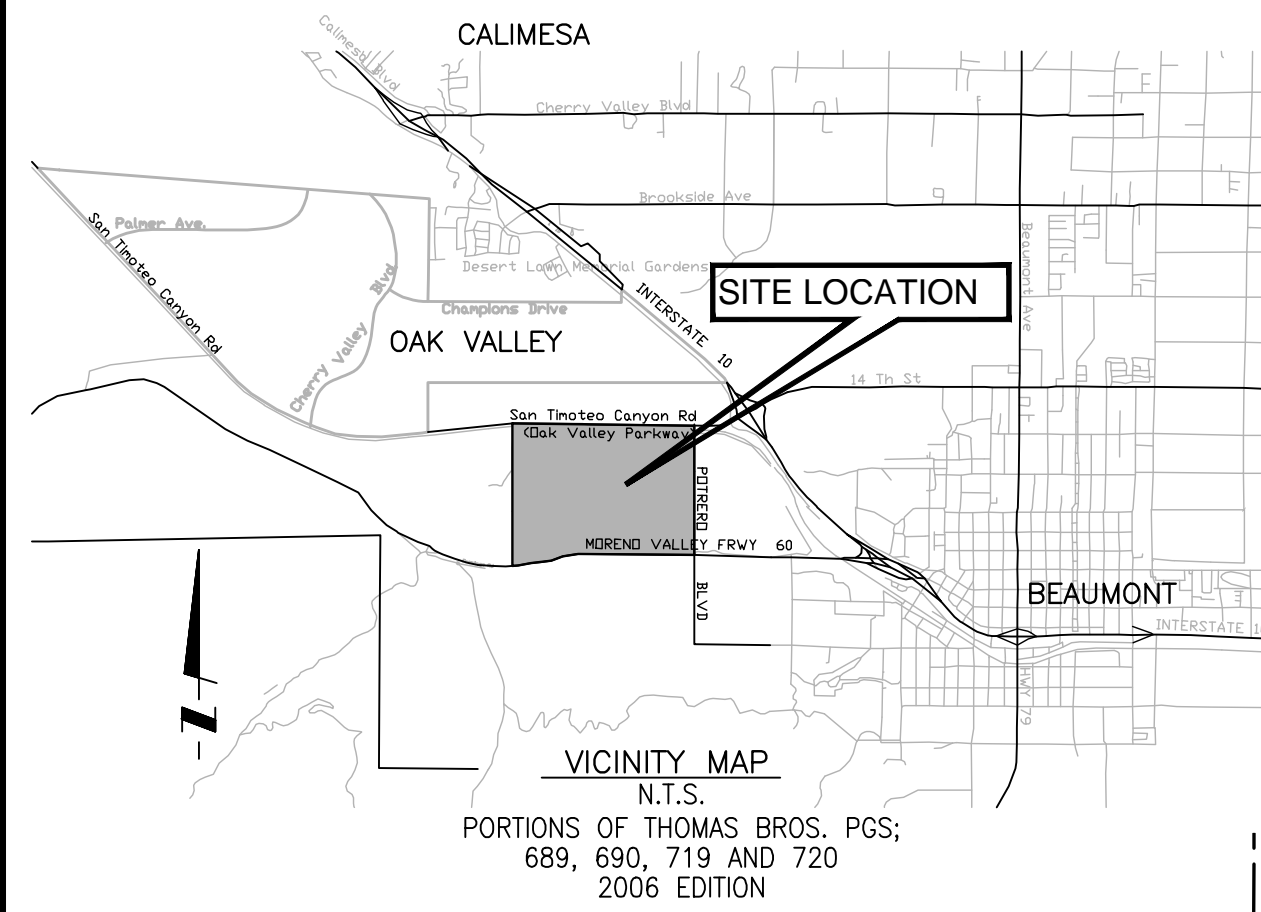 CALIMESA
Calimesa Blvd
Cherry Valley Blvd
Brookside Ave
Palmer Ave.
San Timoteo Canyon Rd
Cherry Valley Blvd
Desert Lawn Memorial Gardens
Champions Drive
OAK VALLEY
INTERSTATE 10
SITE LOCATION
Beaumont Ave
14 Th St
San Timoteo Canyon Rd
(Oak Valley Parkway)
POTRERO BLVD
MORENO VALLEY FRWY 60
BEAUMONT
INTERSTATE
HWY 79
N
VICINITY MAP
N.T.S.
PORTIONS OF THOMAS BROS. PGS;
689, 690, 719 AND 720
2006 EDITION